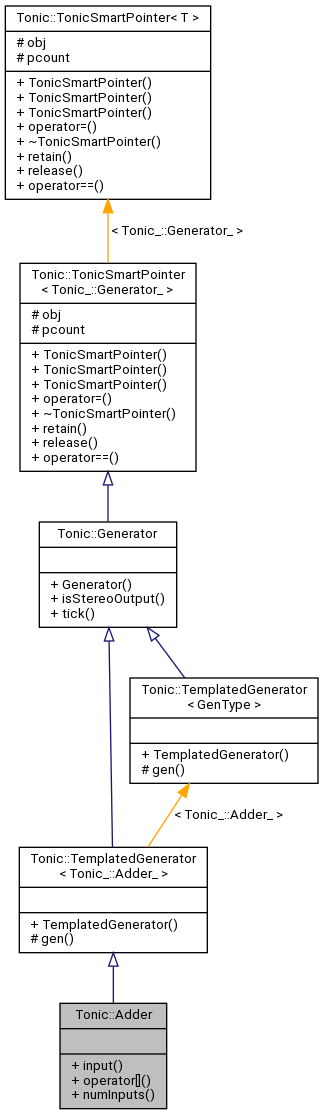 Tonic::TonicSmartPointer< T >
# obj
# pcount
+ TonicSmartPointer()
+ TonicSmartPointer()
+ TonicSmartPointer()
+ operator=()
+ ~TonicSmartPointer()
+ retain()
+ release()
+ operator==()
< Tonic_::Generator_ >
Tonic::TonicSmartPointer
< Tonic_::Generator_ >
# obj
# pcount
+ TonicSmartPointer()
+ TonicSmartPointer()
+ TonicSmartPointer()
+ operator=()
+ ~TonicSmartPointer()
+ retain()
+ release()
+ operator==()
Tonic::Generator
+ Generator()
+ isStereoOutput()
+ tick()
Tonic::TemplatedGenerator
< GenType >
+ TemplatedGenerator()
# gen()
< Tonic_::Adder_ >
Tonic::TemplatedGenerator
< Tonic_::Adder_ >
+ TemplatedGenerator()
# gen()
Tonic::Adder
+ input()
+ operator[]()
+ numInputs()